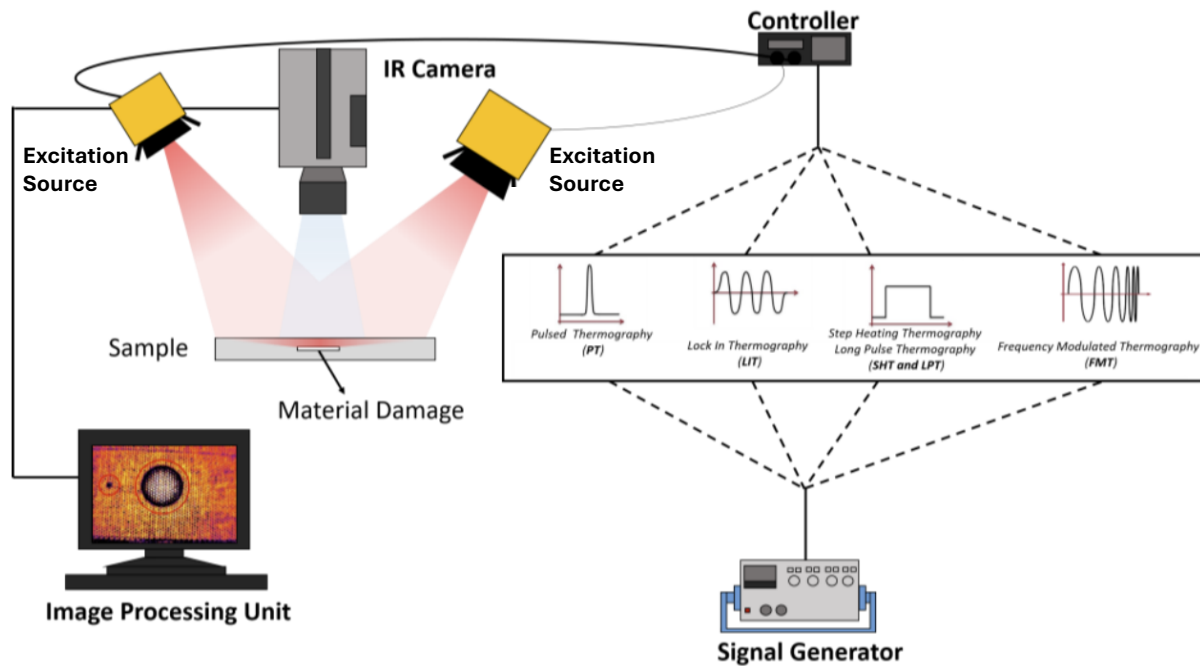 Controller
IR Camera
Excitation
Source
Excitation
Source
Pulsed Thermography
(PT)
Lock In Thermography
(LIT)
Step Heating Thermography
Long Pulse Thermography
(SHT and LPT)
Frequency Modulated Thermography
(FMT)
Sample
Material Damage
Image Processing Unit
Signal Generator